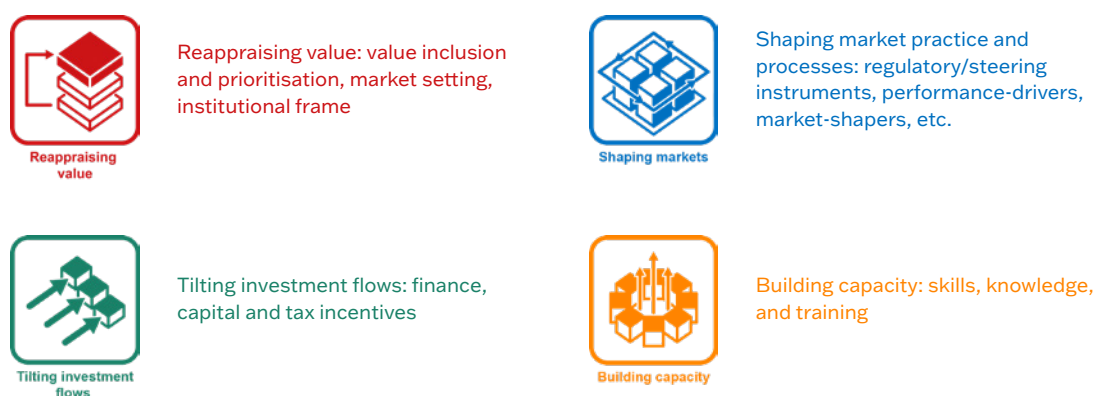 Reappraising
value
Reappraising value: value inclusion
and prioritisation, market setting,
institutional frame
Shaping markets
Shaping market practice and
processes: regulatory/steering
instruments, performance-drivers,
market-shapers, etc.
Tilting investment
flows
Tilting investment flows: finance,
capital and tax incentives
Building capacity
Building capacity: skills, knowledge,
and training